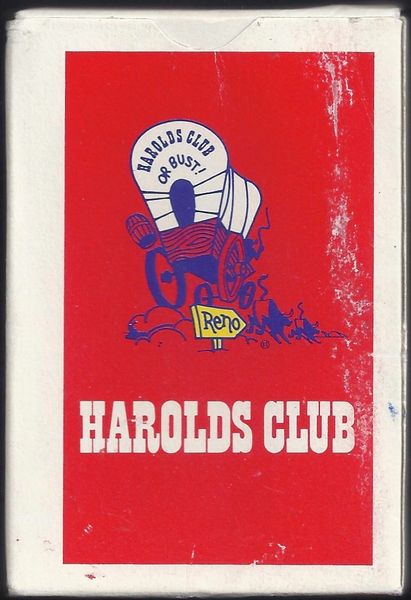 HAROLDS CLUB
OR BUST!
Reno
HAROLDS CLUB